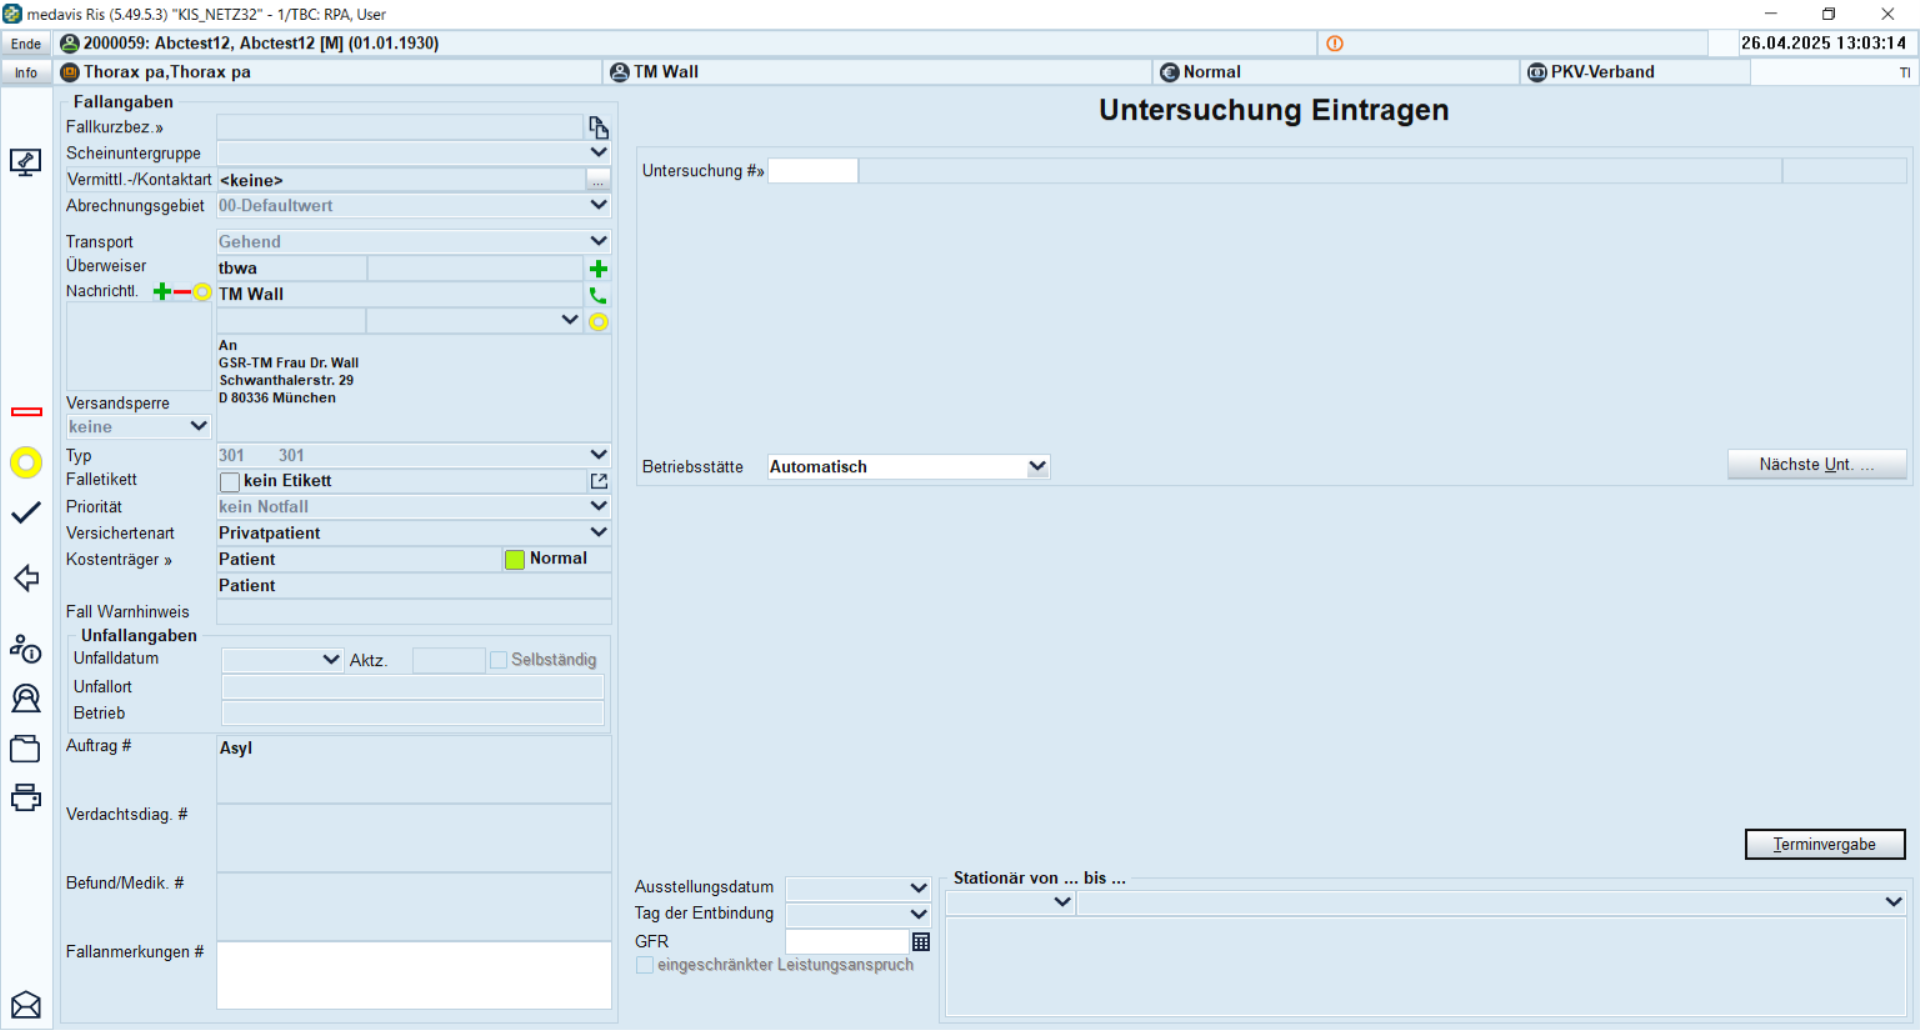 medavis Ris (5.49.5.3) "KIS_NETZ32" - 1/TBC: RPA, User
Ende
2000059: Abctest12, Abctest12 [M] (01.01.1930)
26.04.2025 13:03:14
Info
Thorax pa,Thorax pa
TM Wall
Normal
PKV-Verband
TI
Fallangaben
Untersuchung Eintragen
Fallkurzbez.»
Scheinuntergruppe
Vermittl.-/Kontaktart <keine> ...
Abrechnungsgebiet 00-Defaultwert
Transport Gehend
Überweiser tbwa
Nachrichtl. TM Wall
An
GSR-TM Frau Dr. Wall
Schwanthalerstr. 29
D 80336 München
Versandsperre
keine
Typ 301 301
Falletikett kein Etikett
Priorität kein Notfall
Versichertenart Privatpatient
Kostenträger » Patient Normal
Patient
Fall Warnhinweis
Unfallangaben
Unfalldatum Aktz. Selbständig
Unfallort
Betrieb
Auftrag # Asyl
Verdachtsdiag. #
Befund/Medik. #
Fallanmerkungen #
Untersuchung #»
Betriebsstätte Automatisch
Nächste Unt. ...
Terminvergabe
Ausstellungsdatum
Tag der Entbindung
GFR
eingeschränkter Leistungsanspruch
Stationär von ... bis ...